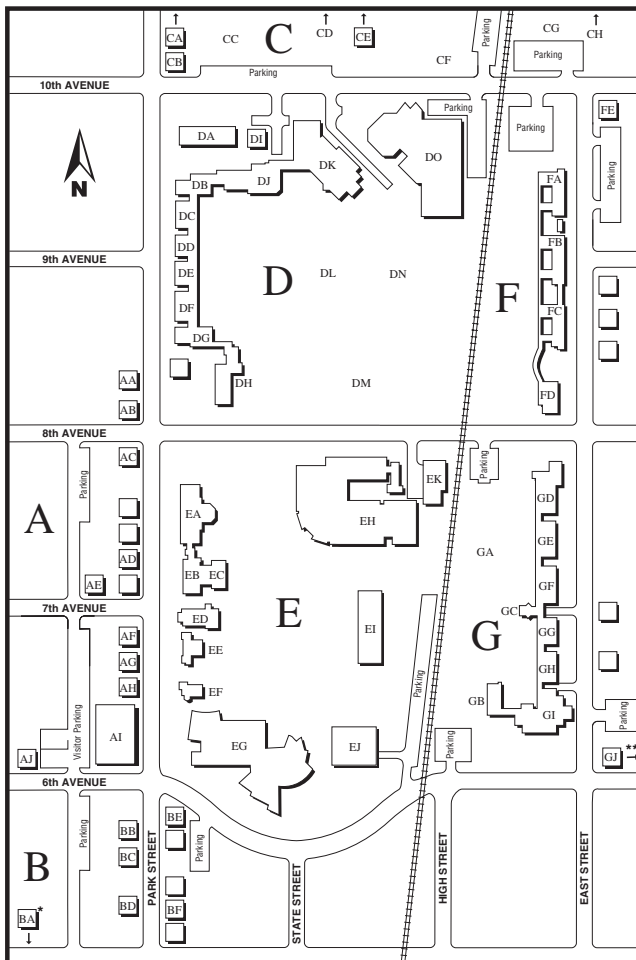 CA
CC
C
CD
CE
CG
CH
CB
CF
Parking
Parking
Parking
10th AVENUE
N
DA
DI
DK
Parking
DO
Parking
FE
Parking
DB
DJ
FA
DC
DD
FB
9th AVENUE
DE
D
DL
DN
F
DF
FC
DG
DH
DM
FD
AA
AB
8th AVENUE
AC
Parking
A
AD
AE
EK
Parking
EA
EH
GD
GE
GA
EB
EC
GF
7th AVENUE
AF
ED
E
EI
GC
GG
AG
EE
G
GH
AH
EF
Parking
GB
GI
Parking
Visitor Parking
AI
EG
EJ
Parking
AJ
GJ
**
6th AVENUE
Parking
BB
BE
BC
Parking
B
BD
BF
BA
*
PARK STREET
STATE STREET
HIGH STREET
EAST STREET